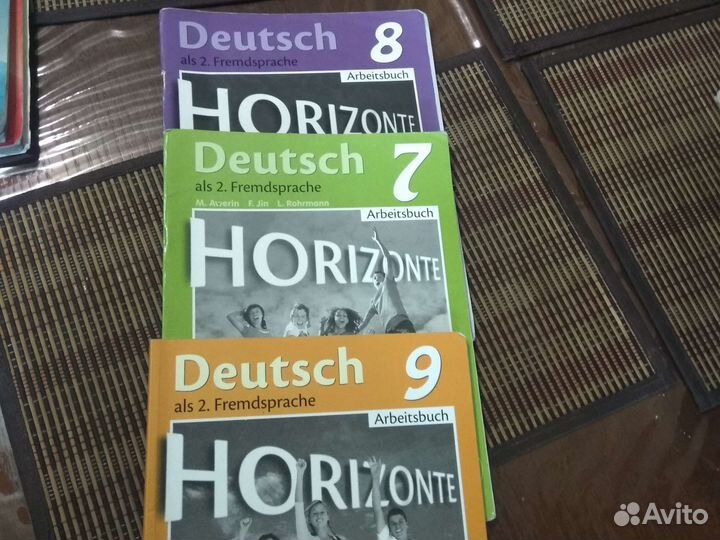 Deutsch 8
als 2. Fremdsprache
Arbeitsbuch
HORIZONTE
Deutsch 7
als 2. Fremdsprache
M. Awerin F. Jin L. Rohrmann
Arbeitsbuch
HORIZONTE
Deutsch 9
als 2. Fremdsprache
Arbeitsbuch
HORIZONTE
Avito